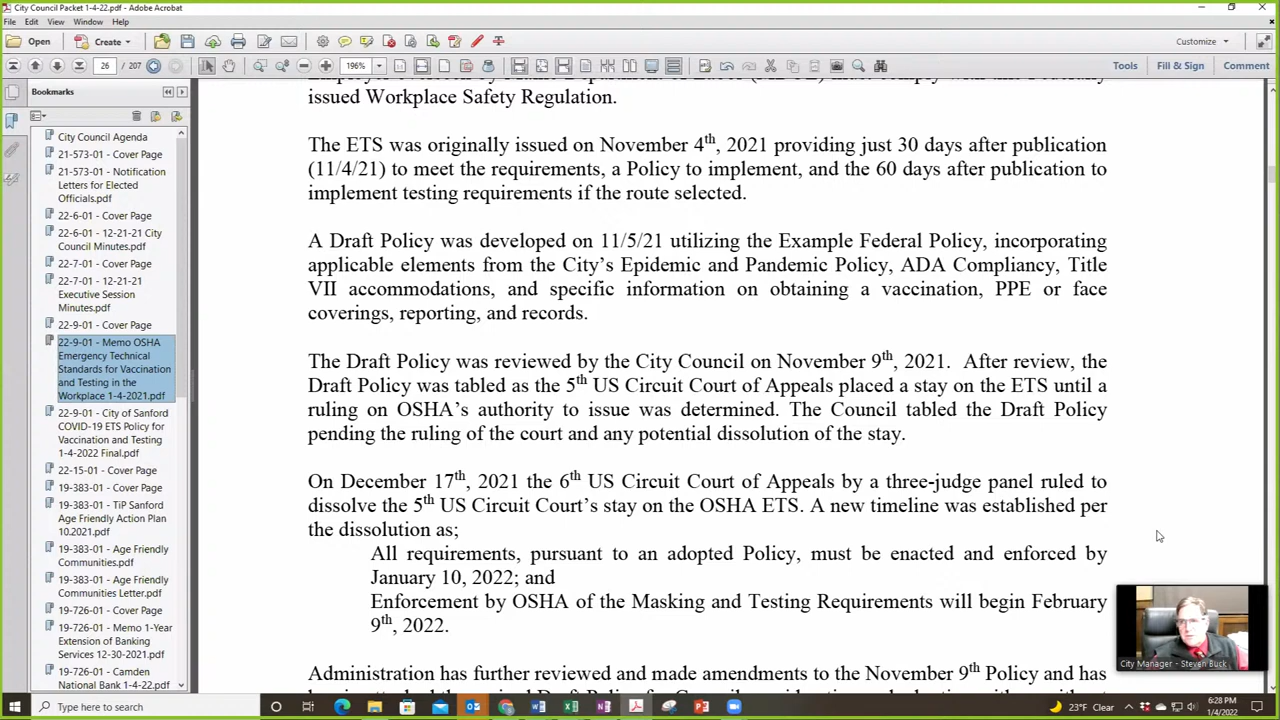 City Council Packet 1-4-22.pdf - Adobe Acrobat
File Edit View Window Help
Open Create Customize
26 / 207 196% Tools Fill & Sign Comment
Bookmarks
City Council Agenda
21-573-01 - Cover Page
21-573-01 - Notification
Letters for Elected
Officials.pdf
22-6-01 - Cover Page
22-6-01 - 12-21-21 City
Council Minutes.pdf
22-7-01 - Cover Page
22-7-01 - 12-21-21
Executive Session
Minutes.pdf
22-9-01 - Cover Page
22-9-01 - Memo OSHA
Emergency Technical
Standards for Vaccination
and Testing in the
Workplace 1-4-2021.pdf
22-9-01 - City of Sanford
COVID-19 ETS Policy for
Vaccination and Testing
1-4-2022 Final.pdf
22-15-01 - Cover Page
19-383-01 - Cover Page
19-383-01 - TiP Sanford
Age Friendly Action Plan
10.2021.pdf
19-383-01 - Age Friendly
Communities.pdf
19-383-01 - Age Friendly
Communities Letter.pdf
19-726-01 - Cover Page
19-726-01 - Memo 1-Year
Extension of Banking
Services 12-30-2021.pdf
19-726-01 - Camden
National Bank 1-4-22.pdf
issued Workplace Safety Regulation.
The ETS was originally issued on November 4th, 2021 providing just 30 days after publication
(11/4/21) to meet the requirements, a Policy to implement, and the 60 days after publication to
implement testing requirements if the route selected.
A Draft Policy was developed on 11/5/21 utilizing the Example Federal Policy, incorporating
applicable elements from the City's Epidemic and Pandemic Policy, ADA Compliancy, Title
VII accommodations, and specific information on obtaining a vaccination, PPE or face
coverings, reporting, and records.
The Draft Policy was reviewed by the City Council on November 9th, 2021. After review, the
Draft Policy was tabled as the 5th US Circuit Court of Appeals placed a stay on the ETS until a
ruling on OSHA's authority to issue was determined. The Council tabled the Draft Policy
pending the ruling of the court and any potential dissolution of the stay.
On December 17th, 2021 the 6th US Circuit Court of Appeals by a three-judge panel ruled to
dissolve the 5th US Circuit Court's stay on the OSHA ETS. A new timeline was established per
the dissolution as;
All requirements, pursuant to an adopted Policy, must be enacted and enforced by
January 10, 2022; and
Enforcement by OSHA of the Masking and Testing Requirements will begin February
9th, 2022.
Administration has further reviewed and made amendments to the November 9th Policy and has
City Manager - Steven Buck
Type here to search
23°F Clear
6:28 PM
1/4/2022